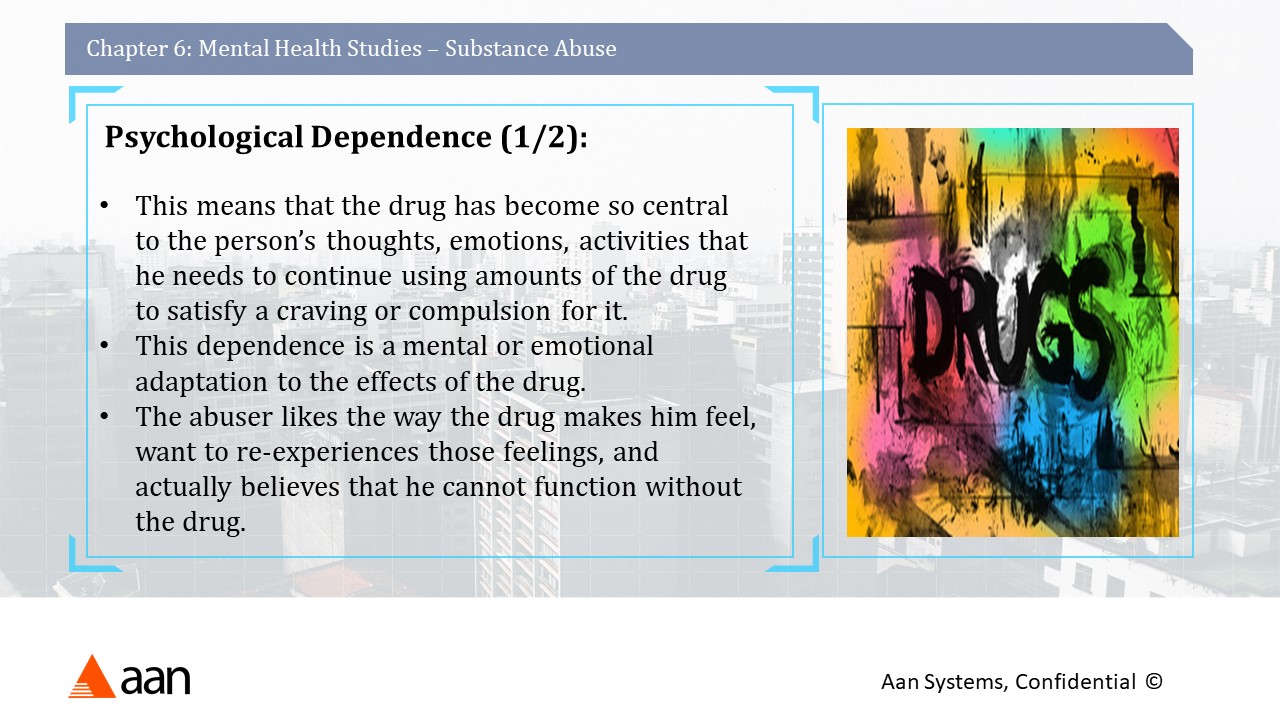 Chapter 6: Mental Health Studies – Substance Abuse
Psychological Dependence (1/2):
• This means that the drug has become so central
to the person’s thoughts, emotions, activities that
he needs to continue using amounts of the drug
to satisfy a craving or compulsion for it.
• This dependence is a mental or emotional
adaptation to the effects of the drug.
• The abuser likes the way the drug makes him feel,
want to re-experiences those feelings, and
actually believes that he cannot function without
the drug.
DRUGS
aan
Aan Systems, Confidential ©